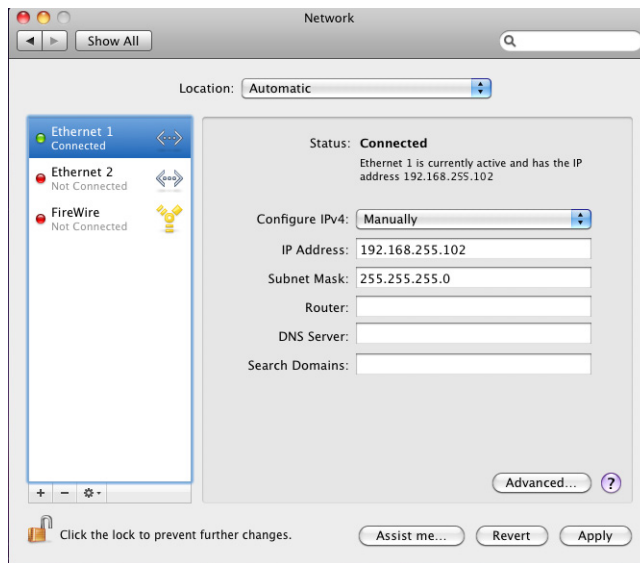 Network
Show All
Location: Automatic
Ethernet 1
Connected
Ethernet 2
Not Connected
FireWire
Not Connected
Status: Connected
Ethernet 1 is currently active and has the IP
address 192.168.255.102
Configure IPv4: Manually
IP Address: 192.168.255.102
Subnet Mask: 255.255.255.0
Router:
DNS Server:
Search Domains:
Advanced... ?
Click the lock to prevent further changes.
Assist me... Revert Apply